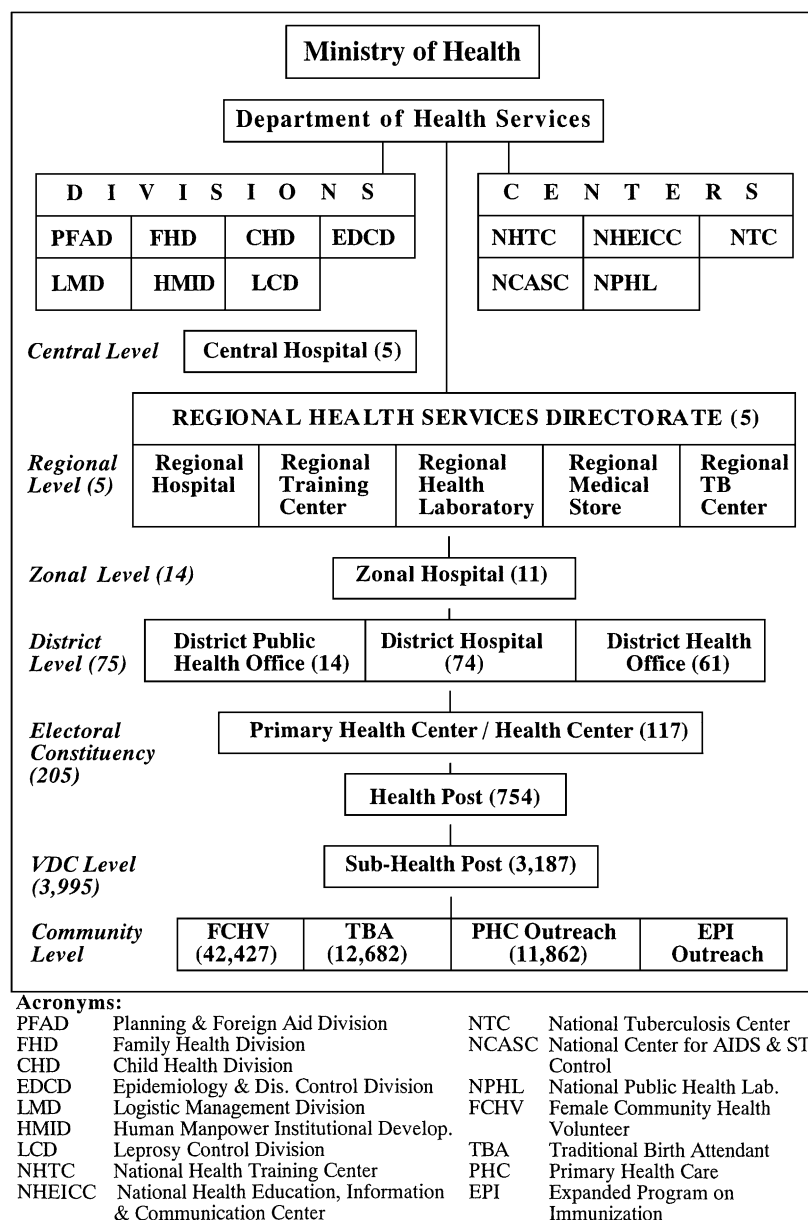 Ministry of Health
Department of Health Services
D I V I S I O N S
PFAD FHD CHD EDCD
LMD HMID LCD
C E N T E R S
NHTC NHEICC NTC
NCASC NPHL
Central Level
Central Hospital (5)
REGIONAL HEALTH SERVICES DIRECTORATE (5)
Regional
Level (5)
Regional
Hospital
Regional
Training
Center
Regional
Health
Laboratory
Regional
Medical
Store
Regional
TB
Center
Zonal Level (14)
Zonal Hospital (11)
District
Level (75)
District Public
Health Office (14)
District Hospital
(74)
District Health
Office (61)
Electoral
Constituency
(205)
Primary Health Center / Health Center (117)
Health Post (754)
VDC Level
(3,995)
Sub-Health Post (3,187)
Community
Level
FCHV
(42,427)
TBA
(12,682)
PHC Outreach
(11,862)
EPI
Outreach
Acronyms:
PFAD Planning & Foreign Aid Division
FHD Family Health Division
CHD Child Health Division
EDCD Epidemiology & Dis. Control Division
LMD Logistic Management Division
HMID Human Manpower Institutional Develop.
LCD Leprosy Control Division
NHTC National Health Training Center
NHEICC National Health Education, Information
& Communication Center
NTC National Tuberculosis Center
NCASC National Center for AIDS & ST
Control
NPHL National Public Health Lab.
FCHV Female Community Health
Volunteer
TBA Traditional Birth Attendant
PHC Primary Health Care
EPI Expanded Program on
Immunization